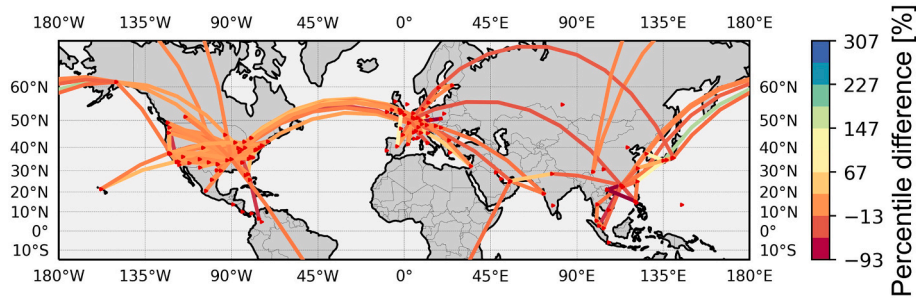 180°W 135°W 90°W 45°W 0° 45°E 90°E 135°E 180°E
60°N 60°N
50°N 50°N
40°N 40°N
30°N 30°N
20°N 20°N
10°N 10°N
0° 0°
10°S 10°S
180°W 135°W 90°W 45°W 0° 45°E 90°E 135°E 180°E
307
227
147
67
−13
−93
Percentile difference [%]